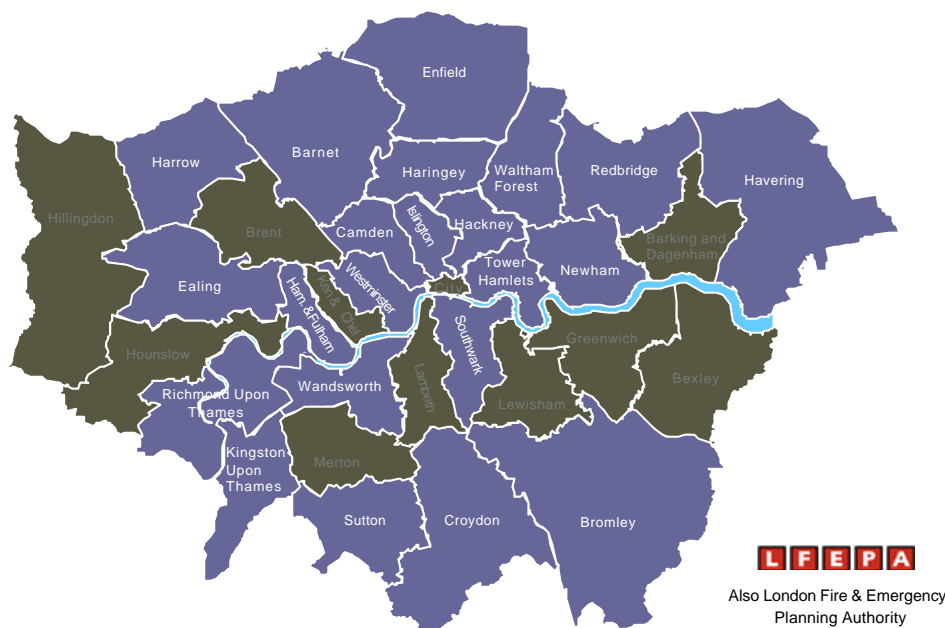 Enfield
Harrow
Barnet
Haringey
Waltham
Forest
Redbridge
Havering
Hillingdon
Brent
Camden
Islington
Hackney
Barking and
Dagenham
Ealing
Ham. & Fulham
Ken & Chel
Westminster
City
Tower
Hamlets
Newham
Hounslow
Southwark
Greenwich
Richmond Upon
Thames
Wandsworth
Lambeth
Lewisham
Bexley
Kingston
Upon
Thames
Merton
Sutton
Croydon
Bromley
L F E P A
Also London Fire & Emergency
Planning Authority